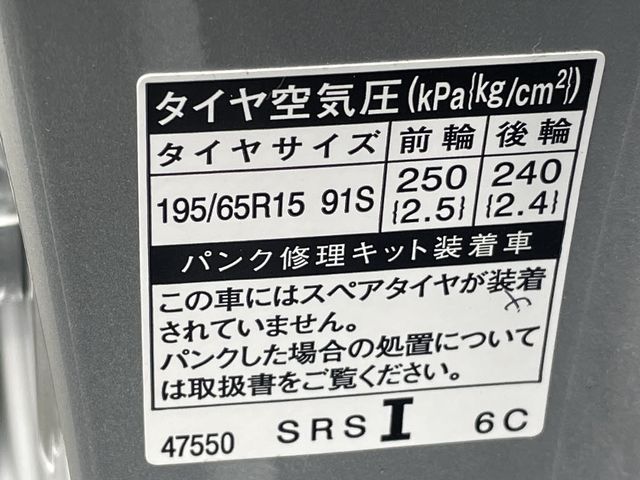 タイヤ空気圧(kPa{kg/cm²})
タイヤサイズ 前輪 後輪
195/65R15 91S 250 {2.5} 240 {2.4}
パンク修理キット装着車
この車にはスペアタイヤが装着
されていません。
パンクした場合の処置について
は取扱書をご覧ください。
47550 SRS I 6C